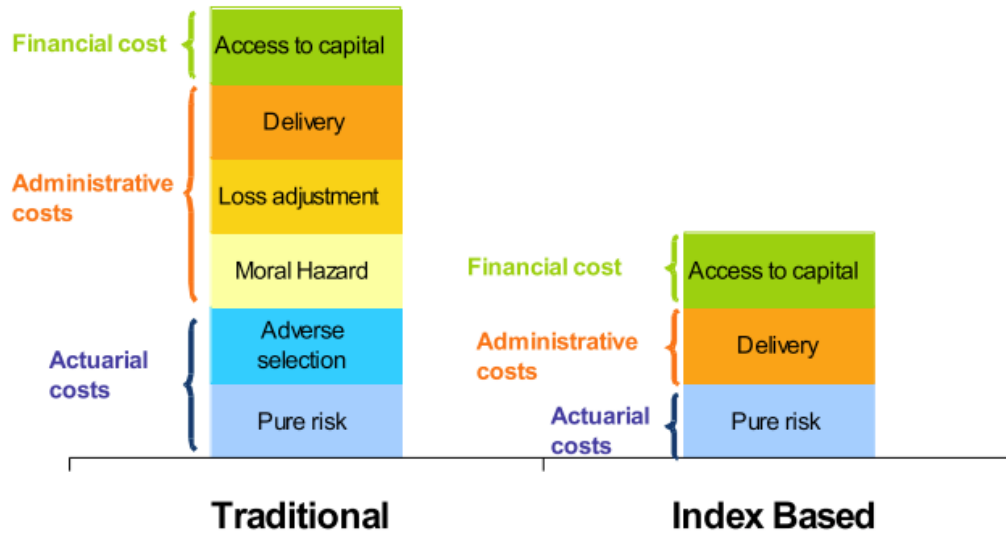 Financial cost
Access to capital
Delivery
Administrative
costs
Loss adjustment
Moral Hazard
Actuarial
costs
Adverse
selection
Pure risk
Traditional
Financial cost
Access to capital
Administrative
costs
Delivery
Actuarial
costs
Pure risk
Index Based